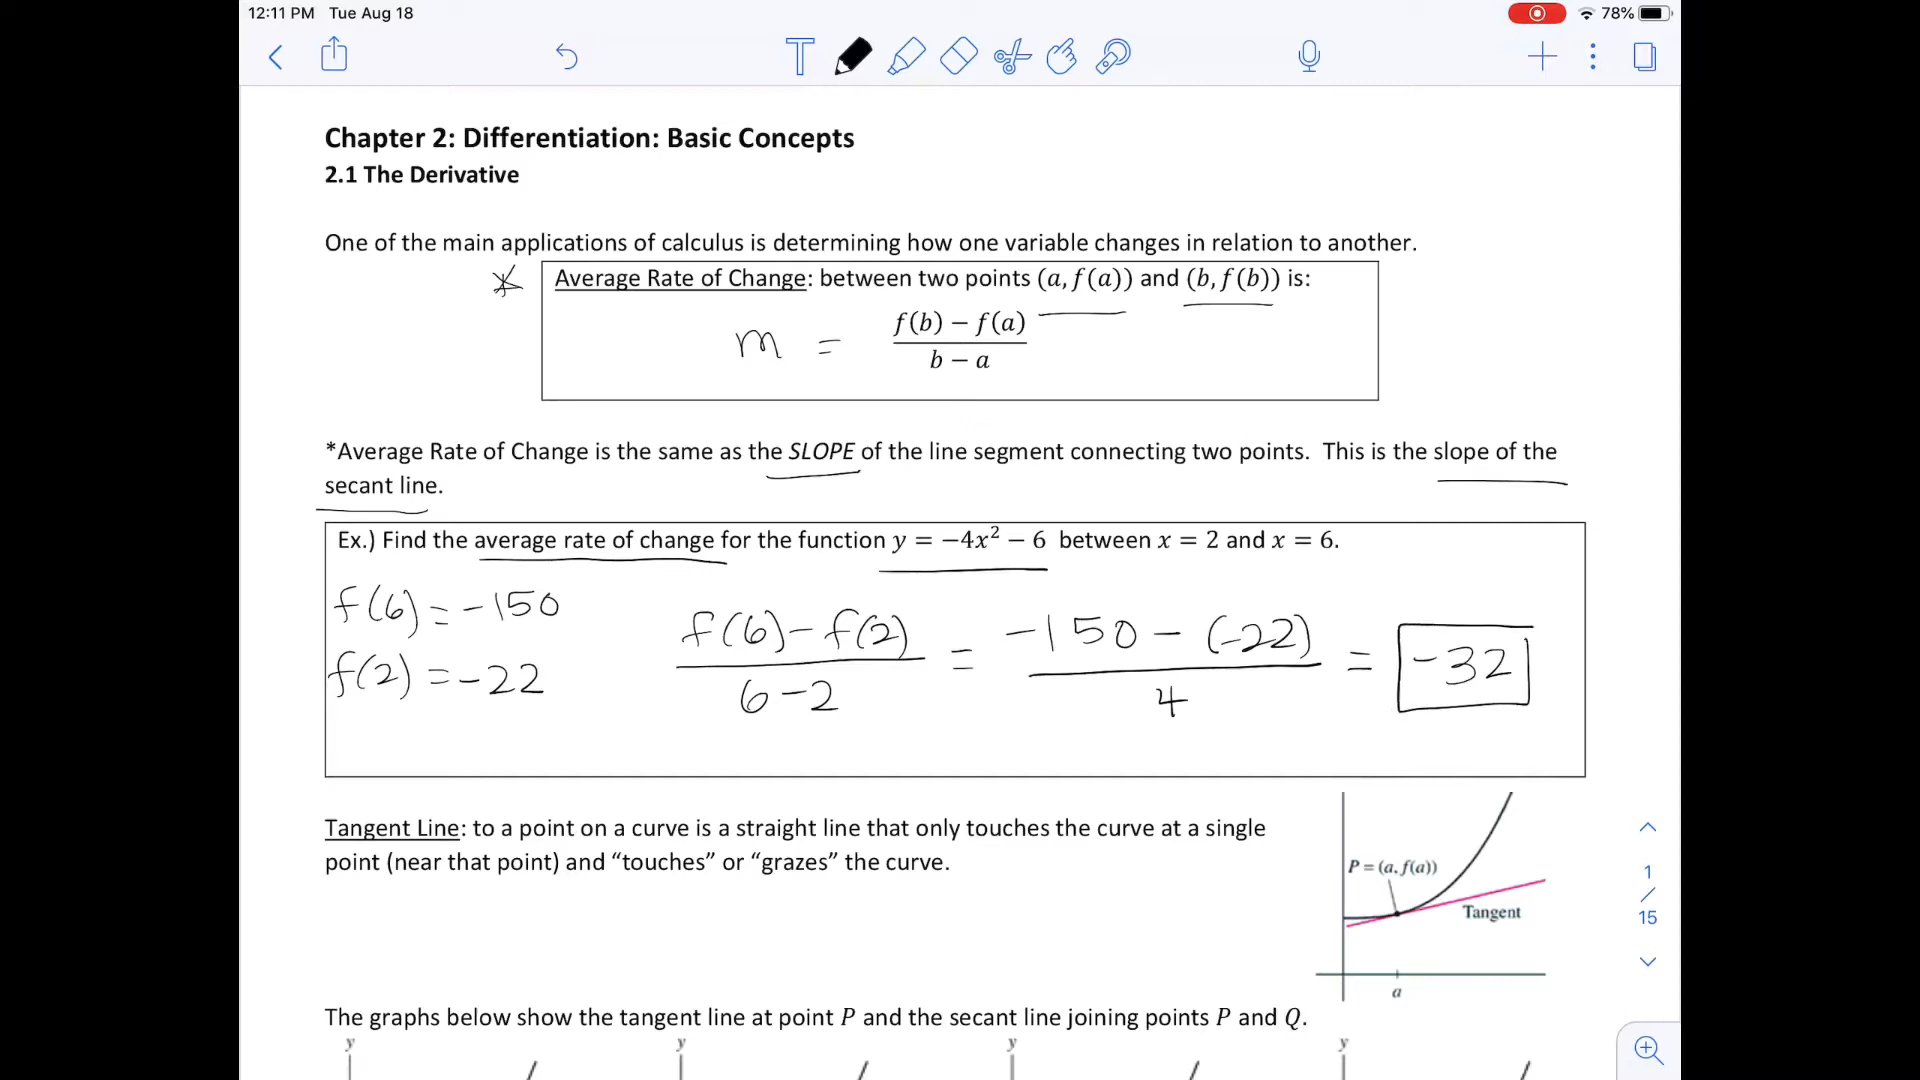 12:11 PM Tue Aug 18
78%
Chapter 2: Differentiation: Basic Concepts
2.1 The Derivative
One of the main applications of calculus is determining how one variable changes in relation to another.
* Average Rate of Change: between two points (a, f(a)) and (b, f(b)) is:
m = \frac{f(b) − f(a)}{b − a}
*Average Rate of Change is the same as the SLOPE of the line segment connecting two points. This is the slope of the
secant line.
Ex.) Find the average rate of change for the function y = −4x² − 6 between x = 2 and x = 6.
f(6) = -150
f(2) = -22
\frac{f(6) - f(2)}{6 - 2} = \frac{-150 - (-22)}{4} = -32
Tangent Line: to a point on a curve is a straight line that only touches the curve at a single
point (near that point) and “touches” or “grazes” the curve.
P = (a, f(a))
Tangent
a
1
/
15
The graphs below show the tangent line at point P and the secant line joining points P and Q.
y y y y